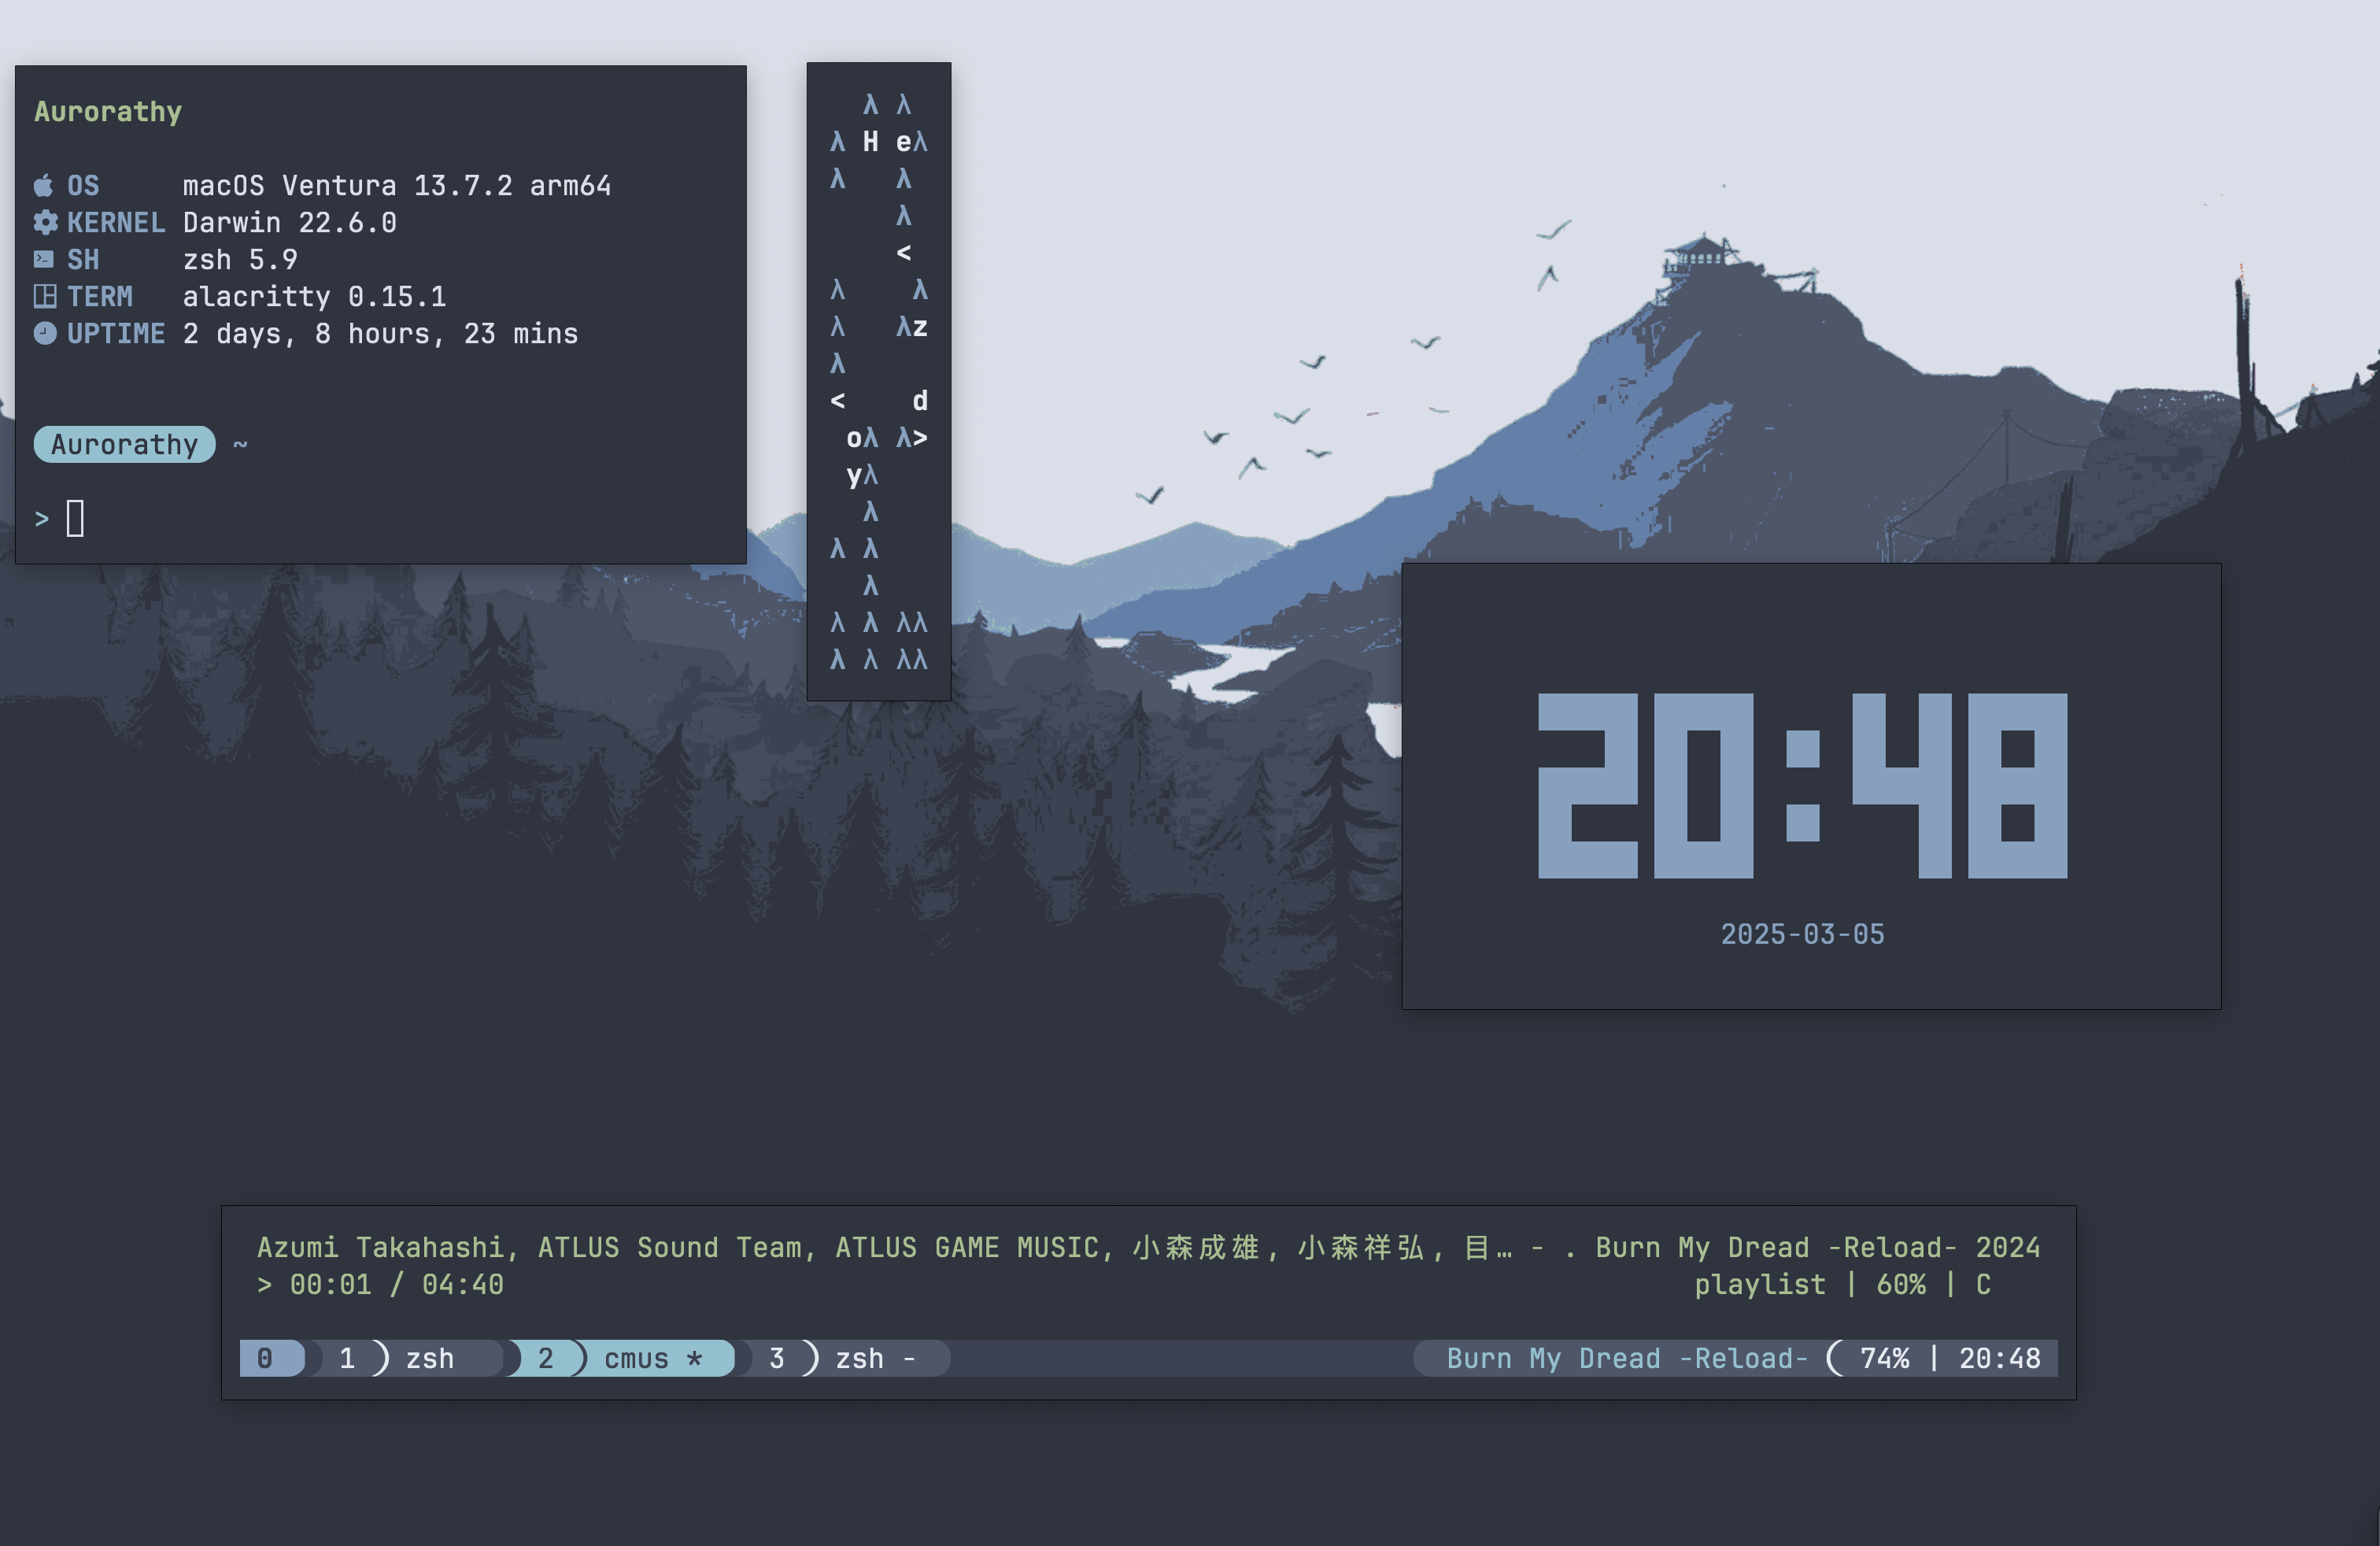 Aurorathy
OS macOS Ventura 13.7.2 arm64
KERNEL Darwin 22.6.0
SH zsh 5.9
TERM alacritty 0.15.1
UPTIME 2 days, 8 hours, 23 mins
Aurorathy ~
>
λ λ
λ H eλ
λ λ
λ
<
λ λ
λ λz
λ
< d
oλ λ>
yλ
λ
λ λ
λ
λ λ λλ
λ λ λλ
20:48
2025-03-05
Azumi Takahashi, ATLUS Sound Team, ATLUS GAME MUSIC, 小森成雄, 小森祥弘, 目… - . Burn My Dread -Reload- 2024
> 00:01 / 04:40 playlist | 60% | C
0 1 zsh 2 cmus * 3 zsh - Burn My Dread -Reload- 74% | 20:48